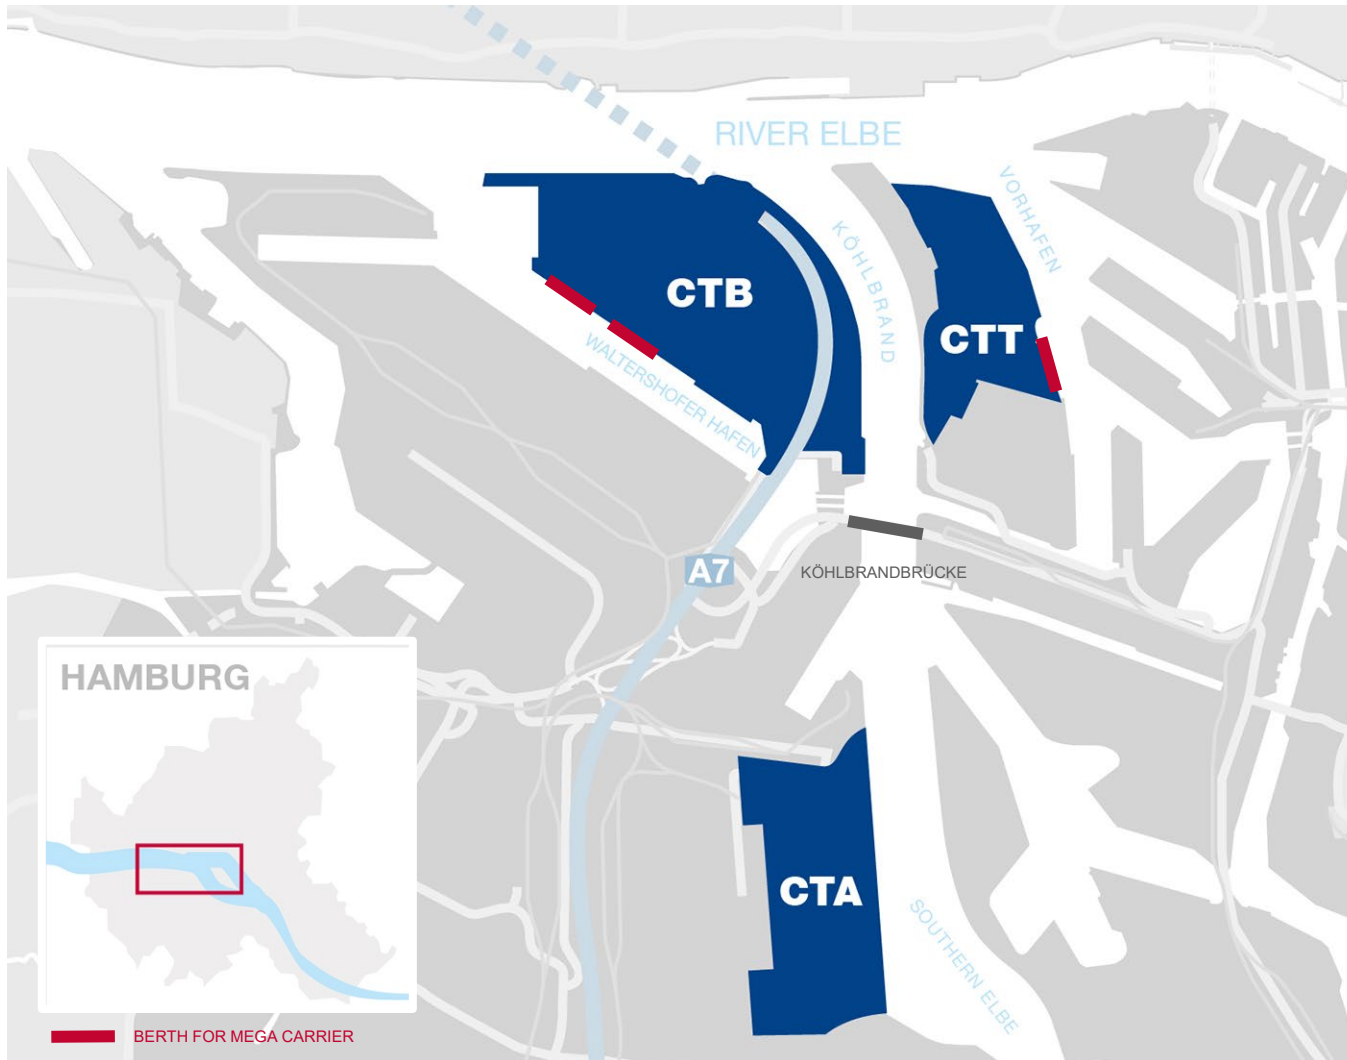 RIVER ELBE
VORHAFEN
KÖHLBRAND
CTB
CTT
WALTERSHOFER HAFEN
A7
KÖHLBRANDBRÜCKE
HAMBURG
CTA
SOUTHERN ELBE
BERTH FOR MEGA CARRIER